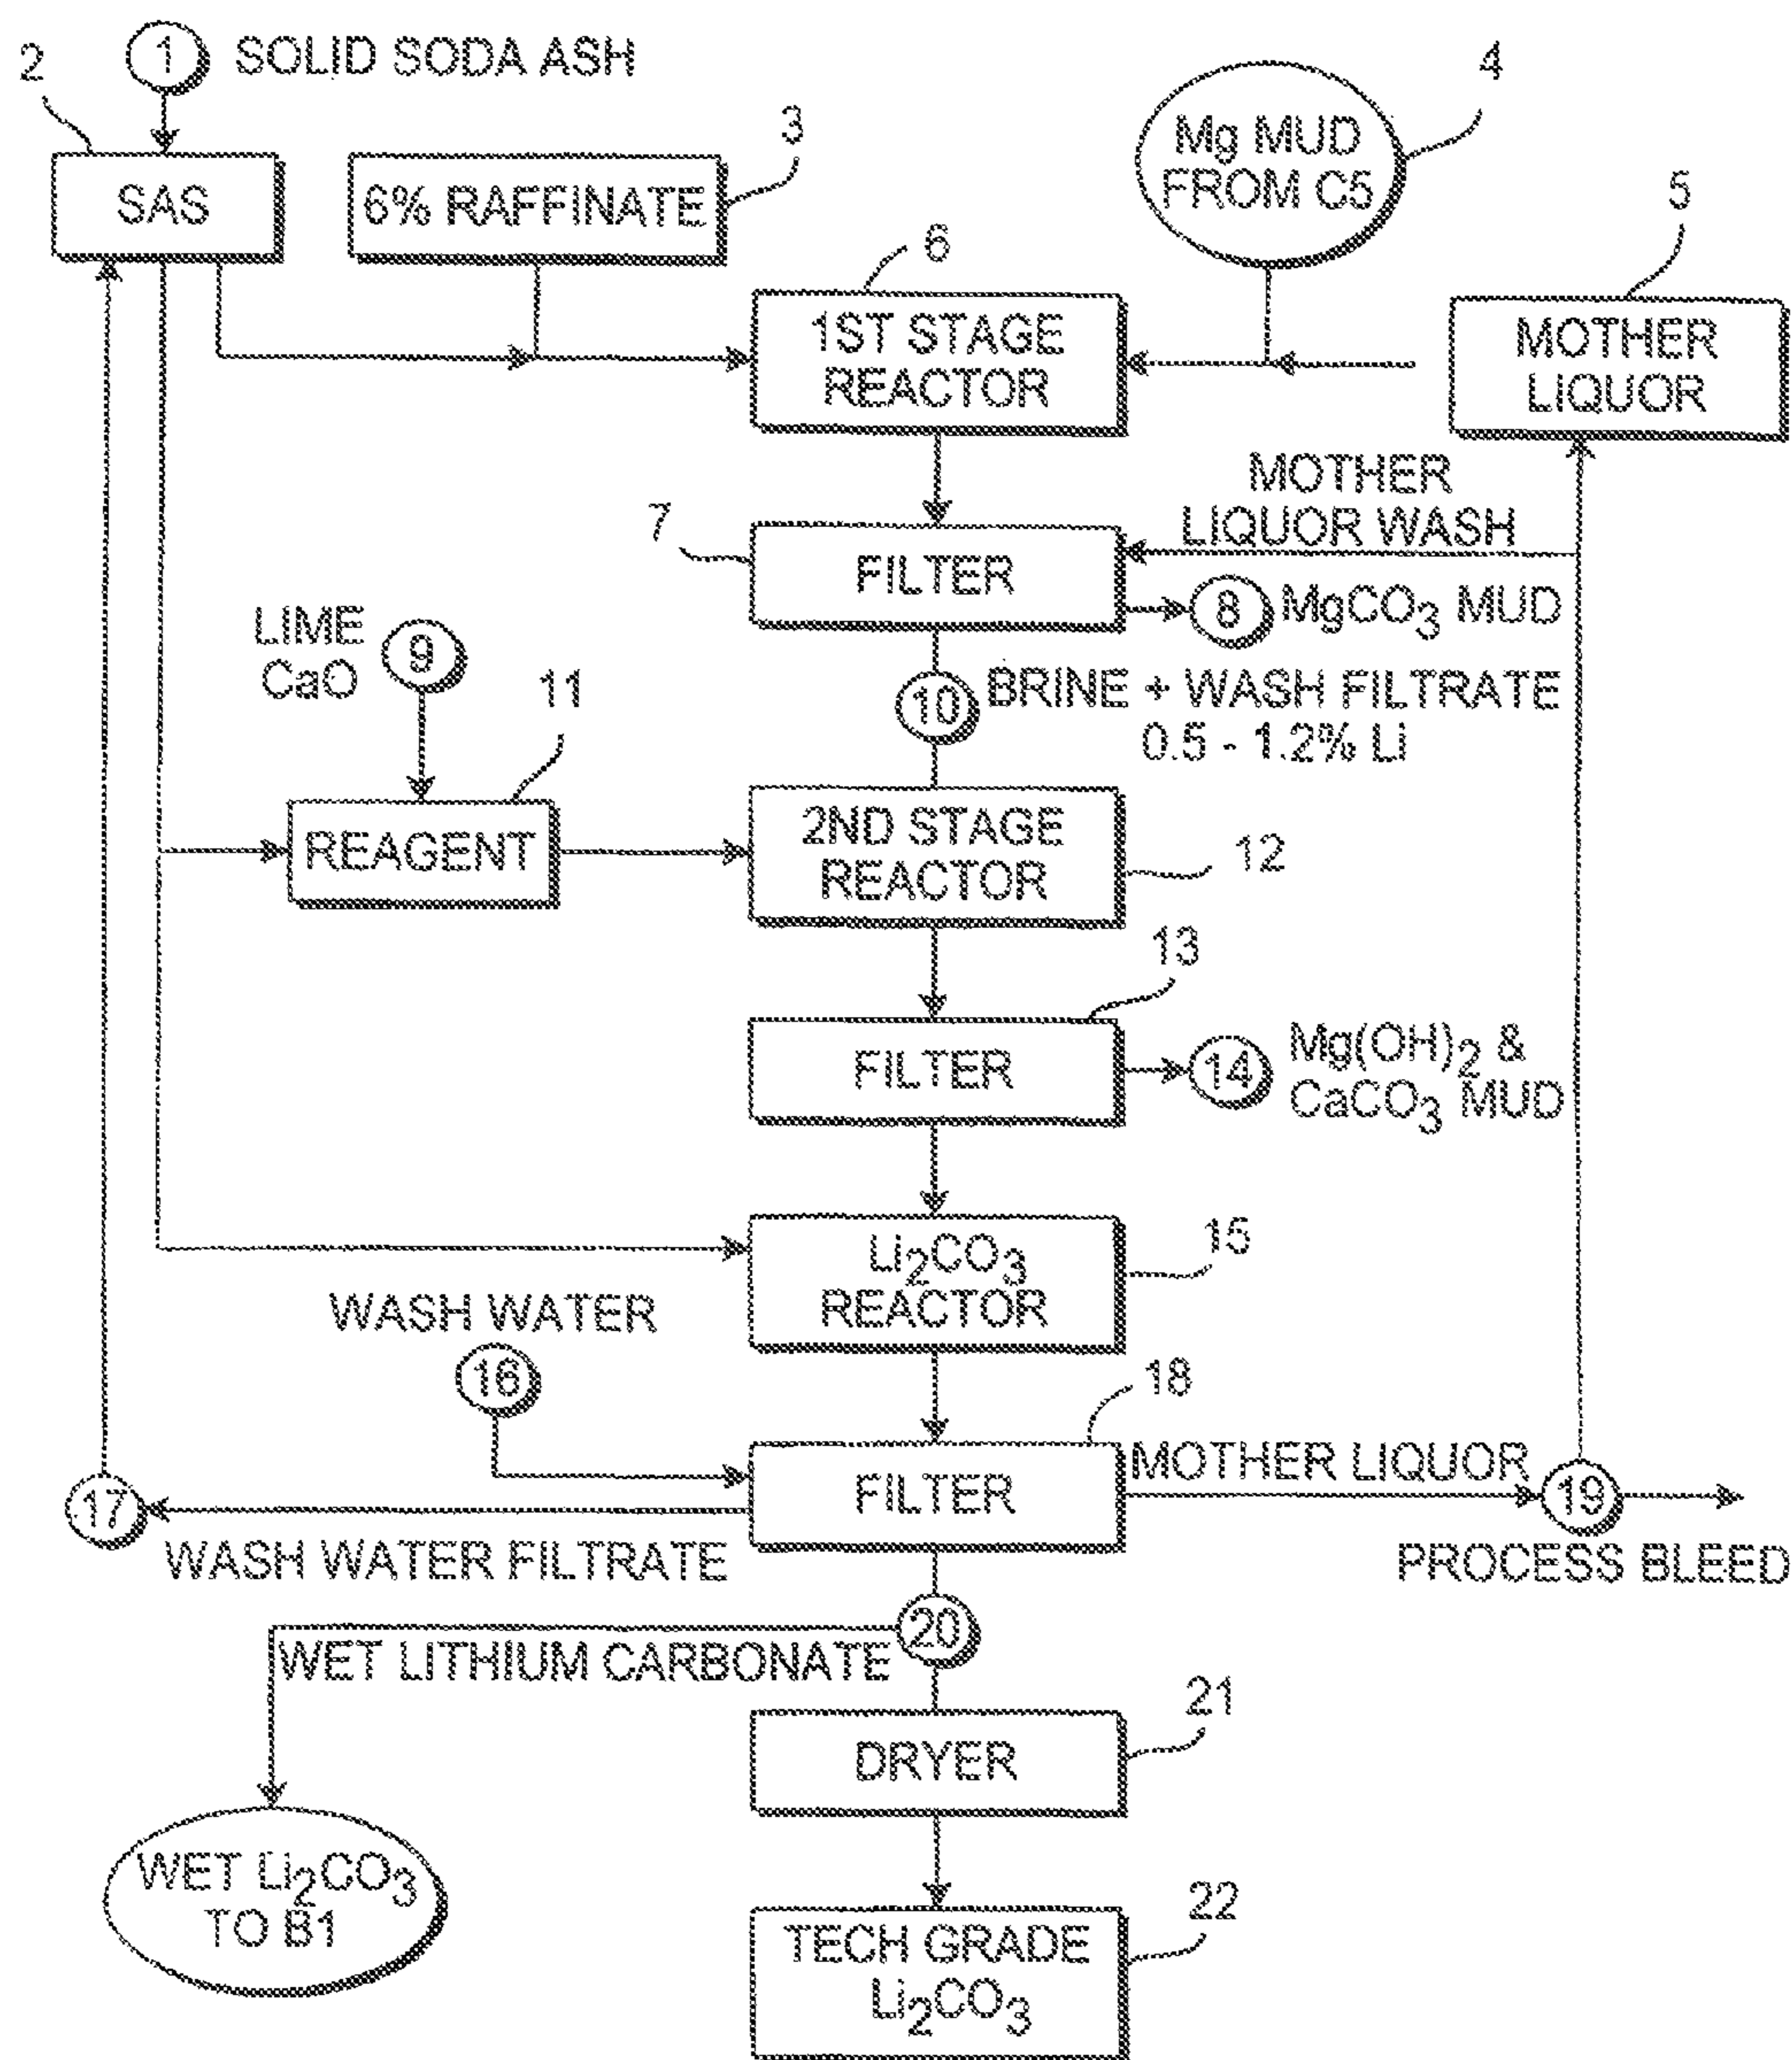 1 SOLID SODA ASH
2
SAS
3
6% RAFFINATE
4
Mg MUD
FROM C5
5
MOTHER
LIQUOR
6
1ST STAGE
REACTOR
MOTHER
LIQUOR WASH
7
FILTER
8 MgCO3 MUD
LIME
CaO
9
10 BRINE + WASH FILTRATE
0.5 - 1.2% Li
11
REAGENT
2ND STAGE
REACTOR
12
13
FILTER
14
Mg(OH)2 &
CaCO3 MUD
Li2CO3
REACTOR
15
WASH WATER
16
18
FILTER
MOTHER LIQUOR
19
PROCESS BLEED
17
WASH WATER FILTRATE
20
WET LITHIUM CARBONATE
21
DRYER
WET Li2CO3
TO B1
22
TECH GRADE
Li2CO3